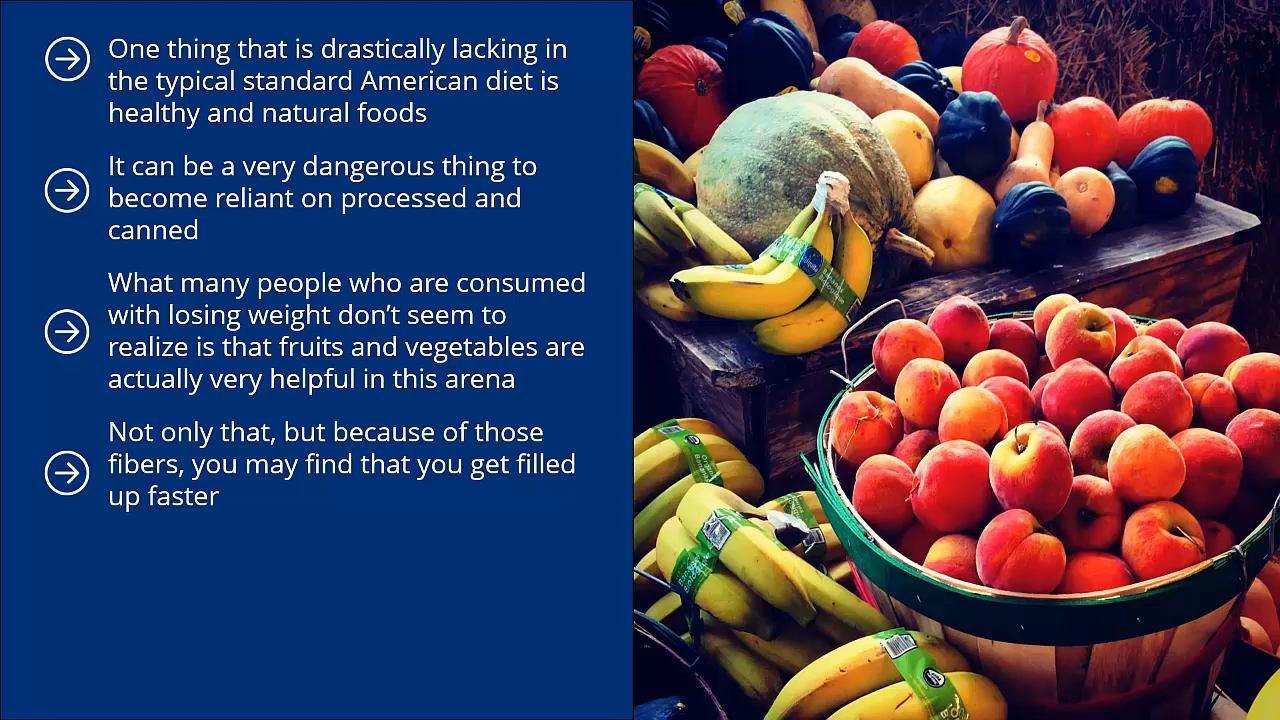 One thing that is drastically lacking in
the typical standard American diet is
healthy and natural foods
It can be a very dangerous thing to
become reliant on processed and
canned
What many people who are consumed
with losing weight don't seem to
realize is that fruits and vegetables are
actually very helpful in this arena
Not only that, but because of those
fibers, you may find that you get filled
up faster